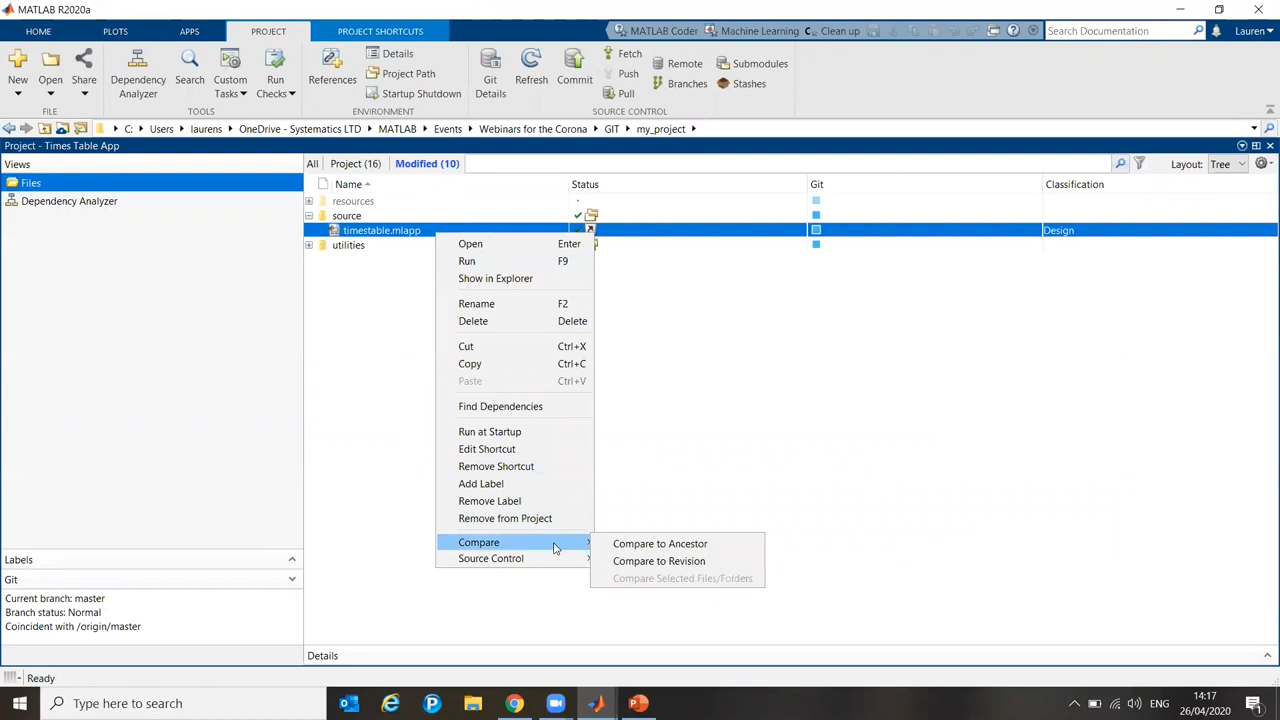 MATLAB R2020a
HOME PLOTS APPS PROJECT PROJECT SHORTCUTS MATLAB Coder Machine Learning Clean up Search Documentation Lauren
New Open Share
FILE
Dependency Analyzer Search Custom Tasks Run Checks
TOOLS
References Details Project Path Startup Shutdown
ENVIRONMENT
Git Details Refresh Commit Fetch Push Pull Remote Branches Submodules Stashes
SOURCE CONTROL
C: Users laurens OneDrive - Systematics LTD MATLAB Events Webinars for the Corona GIT my_project
Project - Times Table App
Views
Files
Dependency Analyzer
All Project (16) Modified (10) Layout: Tree
Name Status Git Classification
resources
source
timestable.mlapp Design
utilities
Open Enter
Run F9
Show in Explorer
Rename F2
Delete Delete
Cut Ctrl+X
Copy Ctrl+C
Paste Ctrl+V
Find Dependencies
Run at Startup
Edit Shortcut
Remove Shortcut
Add Label
Remove Label
Remove from Project
Compare
Source Control
Compare to Ancestor
Compare to Revision
Compare Selected Files/Folders
Labels
Git
Current branch: master
Branch status: Normal
Coincident with /origin/master
Details
Ready
Type here to search
ENG
14:17
26/04/2020
1